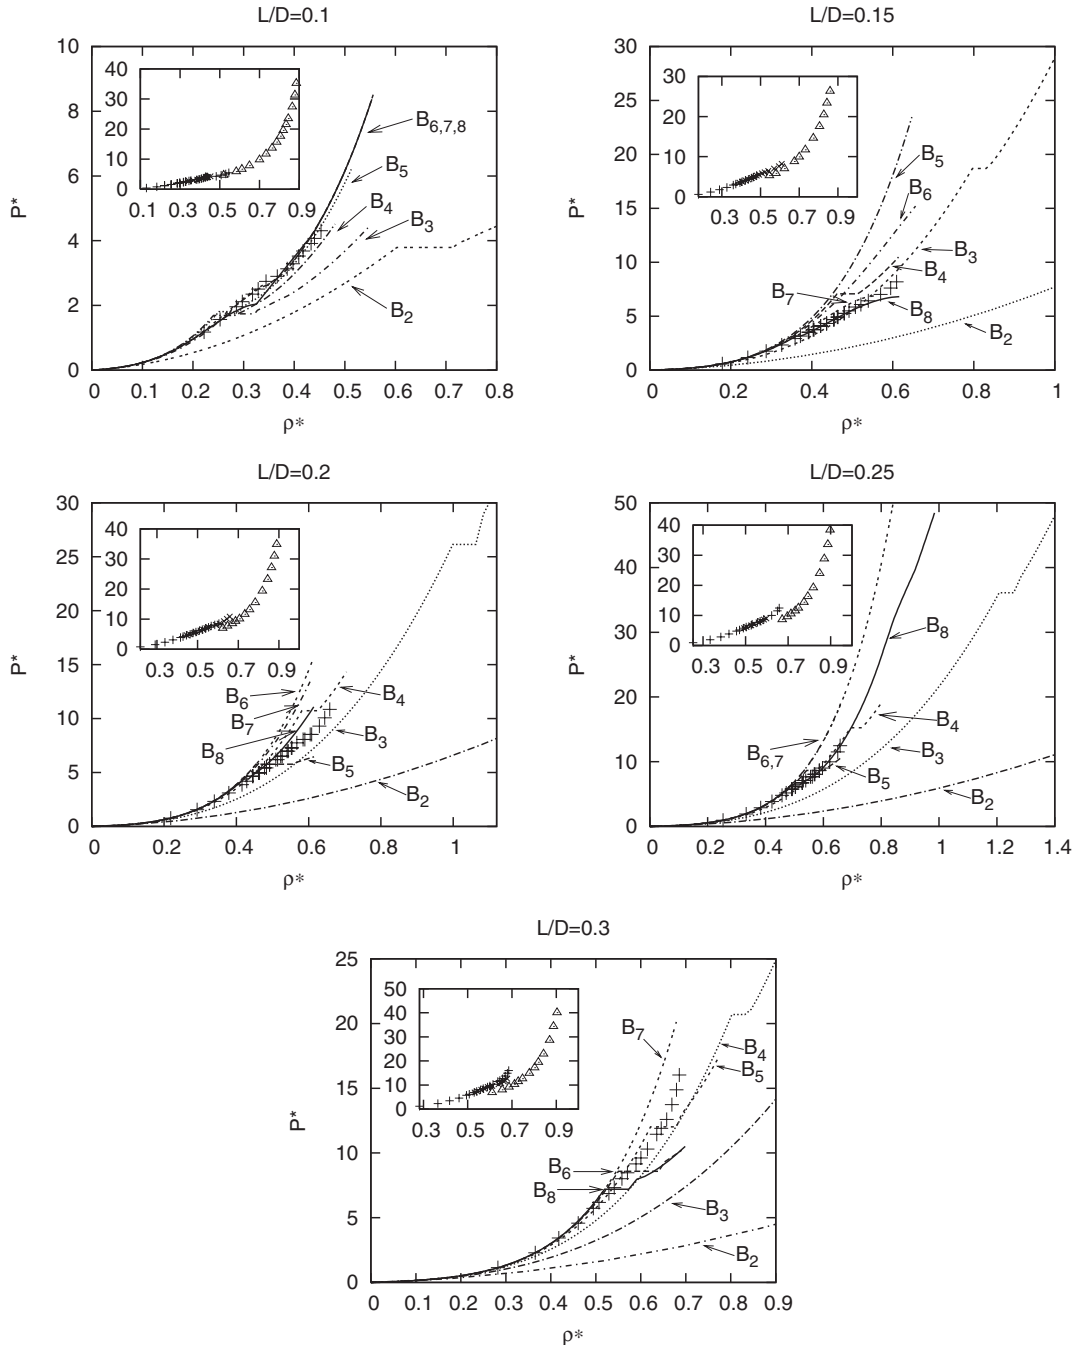 L/D=0.1
10
8
6
4
2
0
P*
0 0.1 0.2 0.3 0.4 0.5 0.6 0.7 0.8
ρ*
40
30
20
10
0
0.1 0.3 0.5 0.7 0.9
B6,7,8
B5
B4
B3
B2
L/D=0.15
30
25
20
15
10
5
0
P*
0 0.2 0.4 0.6 0.8 1
ρ*
30
20
10
0
0.3 0.5 0.7 0.9
B5
B6
B3
B4
B7
B8
B2
L/D=0.2
30
25
20
15
10
5
0
P*
0 0.2 0.4 0.6 0.8 1
ρ*
40
30
20
10
0
0.3 0.5 0.7 0.9
B6
B4
B7
B3
B8
B5
B2
L/D=0.25
50
40
30
20
10
0
P*
0 0.2 0.4 0.6 0.8 1 1.2 1.4
ρ*
40
30
20
10
0
0.3 0.5 0.7 0.9
B8
B4
B6,7
B3
B5
B2
L/D=0.3
25
20
15
10
5
0
P*
0 0.1 0.2 0.3 0.4 0.5 0.6 0.7 0.8 0.9
ρ*
50
40
30
20
10
0
0.3 0.5 0.7 0.9
B7
B4
B5
B6
B8
B3
B2